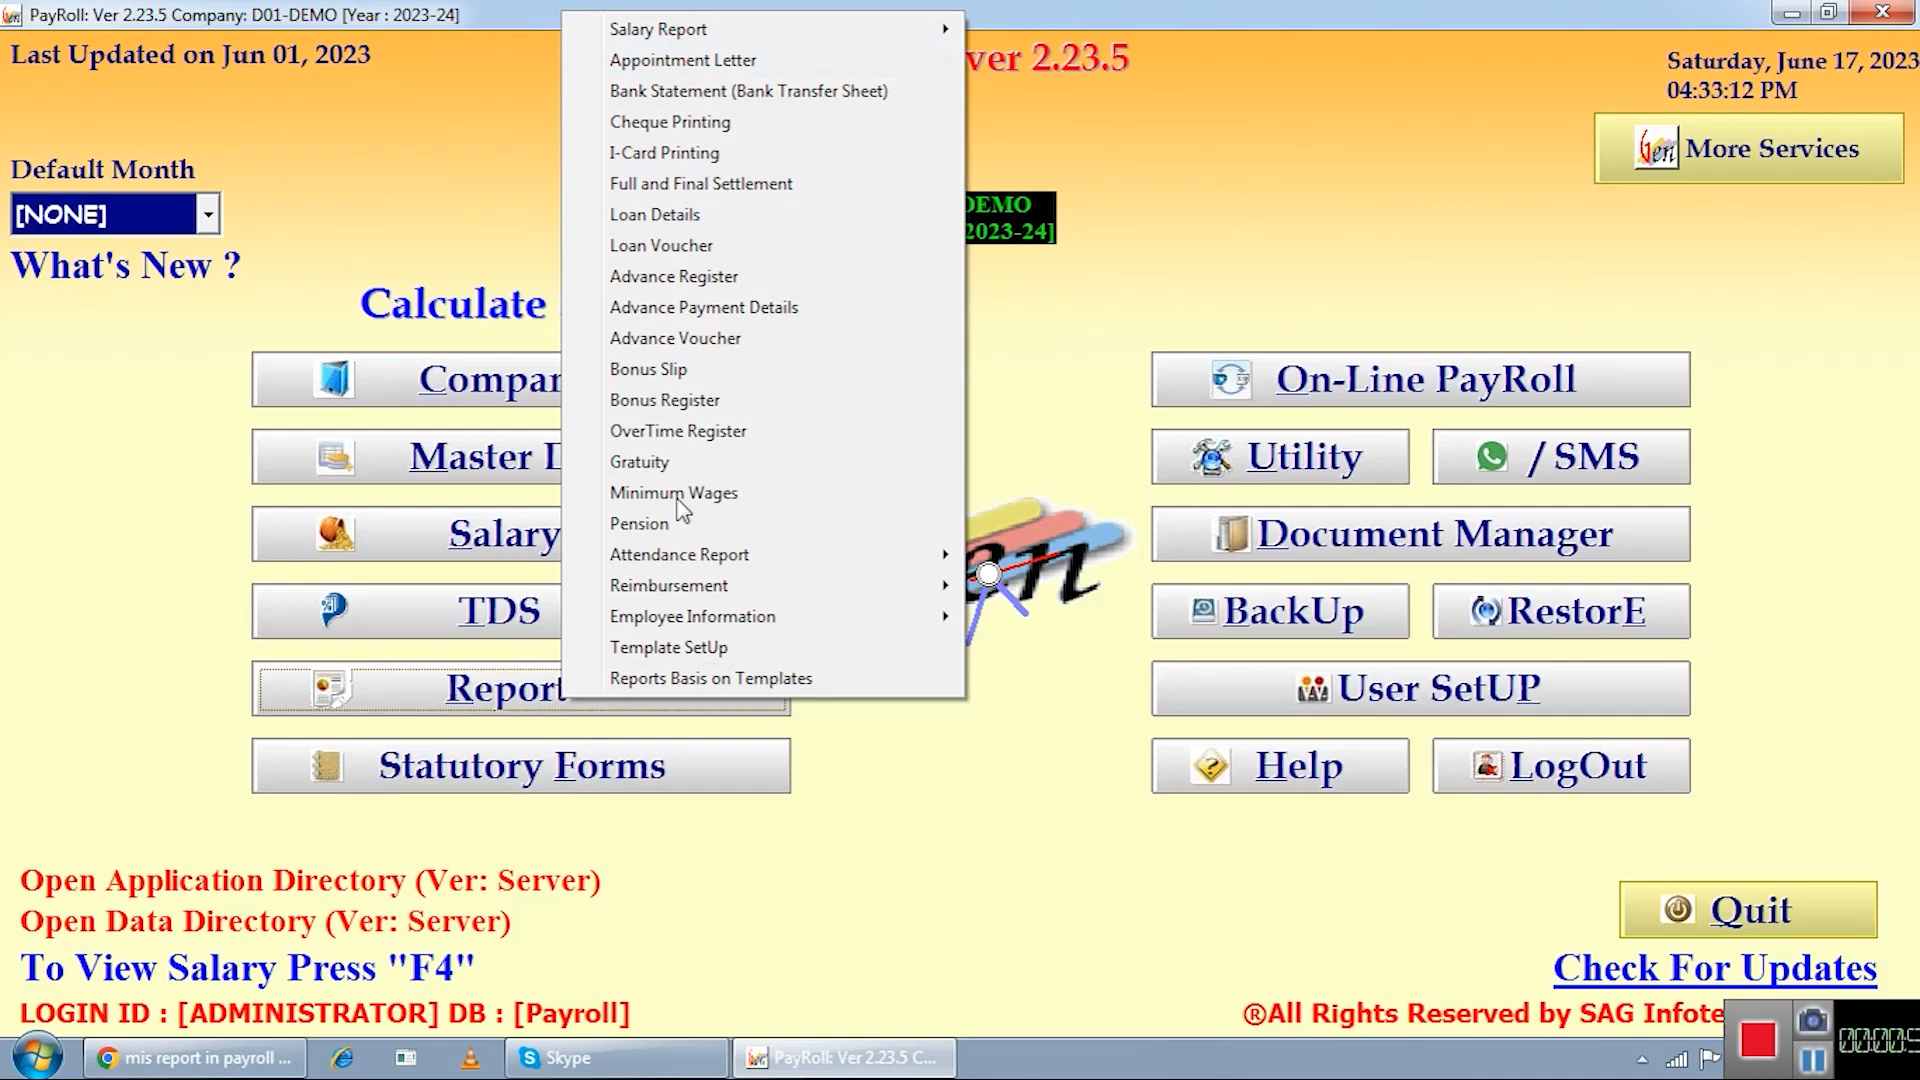 PayRoll: Ver 2.23.5 Company: D01-DEMO [Year : 2023-24]
Last Updated on Jun 01, 2023
ver 2.23.5
Saturday, June 17, 2023
04:33:12 PM
More Services
Default Month
[NONE]
What's New ?
DEMO
2023-24]
Calculate
Salary Report
Appointment Letter
Bank Statement (Bank Transfer Sheet)
Cheque Printing
I-Card Printing
Full and Final Settlement
Loan Details
Loan Voucher
Advance Register
Advance Payment Details
Advance Voucher
Bonus Slip
Bonus Register
OverTime Register
Gratuity
Minimum Wages
Pension
Attendance Report
Reimbursement
Employee Information
Template SetUp
Reports Basis on Templates
Compan
Master D
Salary
TDS
Report
Statutory Forms
On-Line PayRoll
Utility
/ SMS
Document Manager
BackUp
RestorE
User SetUP
Help
LogOut
Open Application Directory (Ver: Server)
Open Data Directory (Ver: Server)
To View Salary Press "F4"
LOGIN ID : [ADMINISTRATOR] DB : [Payroll]
Quit
Check For Updates
®All Rights Reserved by SAG Infote
mis report in payroll ...
Skype
PayRoll: Ver 2.23.5 C...